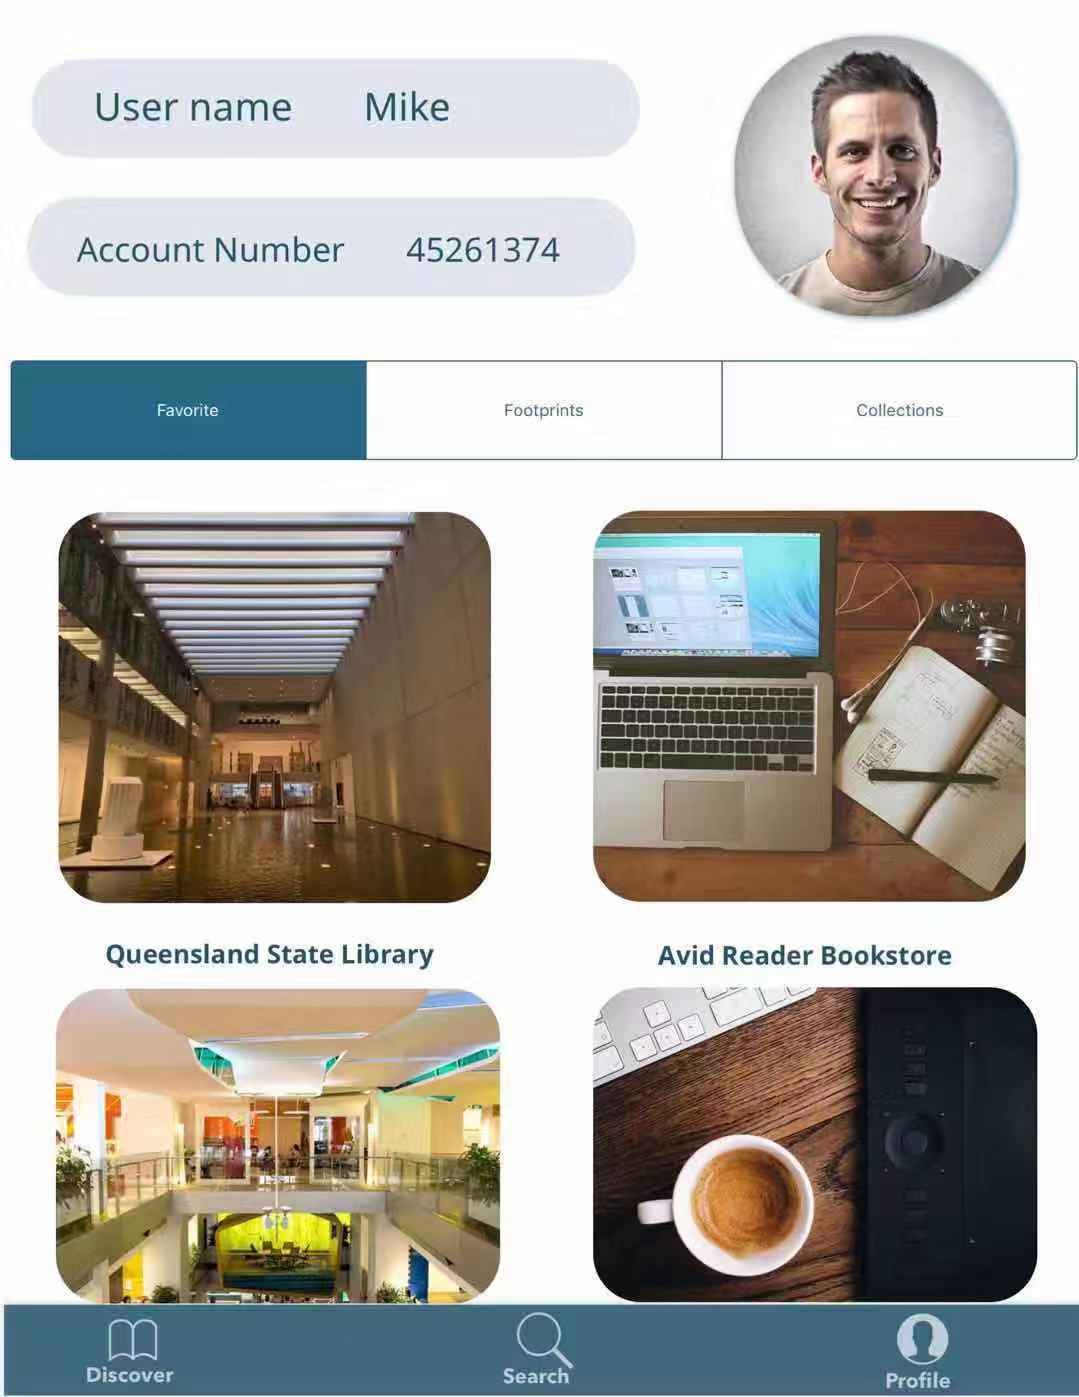 User name Mike
Account Number 45261374
Favorite Footprints Collections
Queensland State Library Avid Reader Bookstore
Discover Search Profile